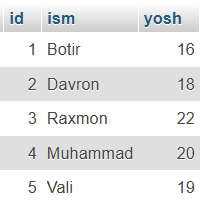 id ism yosh
1 Botir 16
2 Davron 18
3 Raxmon 22
4 Muhammad 20
5 Vali 19